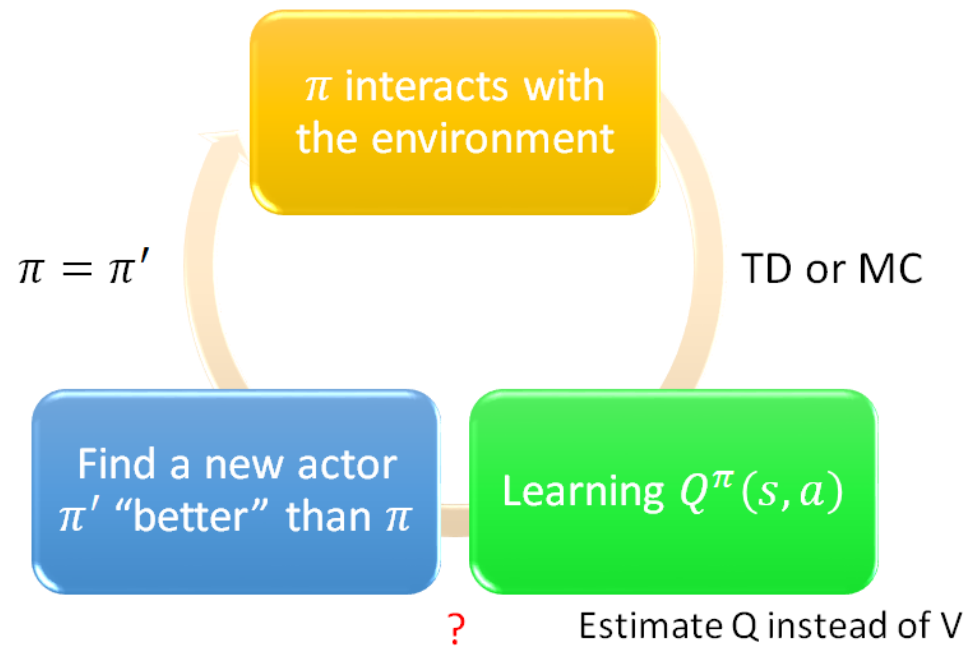 π interacts with
the environment
π = π′
TD or MC
Find a new actor
π′ “better” than π
Learning Q^π(s, a)
?
Estimate Q instead of V